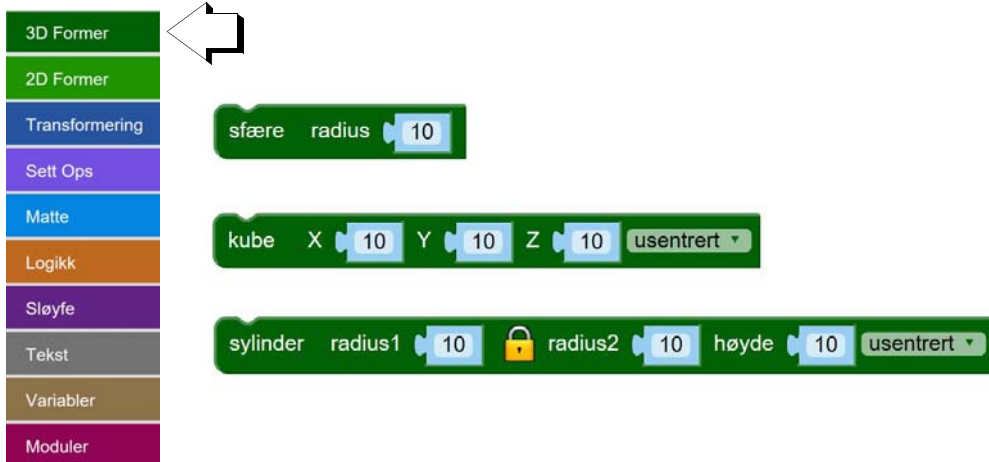 3D Former
2D Former
Transformering
Sett Ops
Matte
Logikk
Sløyfe
Tekst
Variabler
Moduler
sfære radius 10
kube X 10 Y 10 Z 10 usentrert
sylinder radius1 10 radius2 10 høyde 10 usentrert